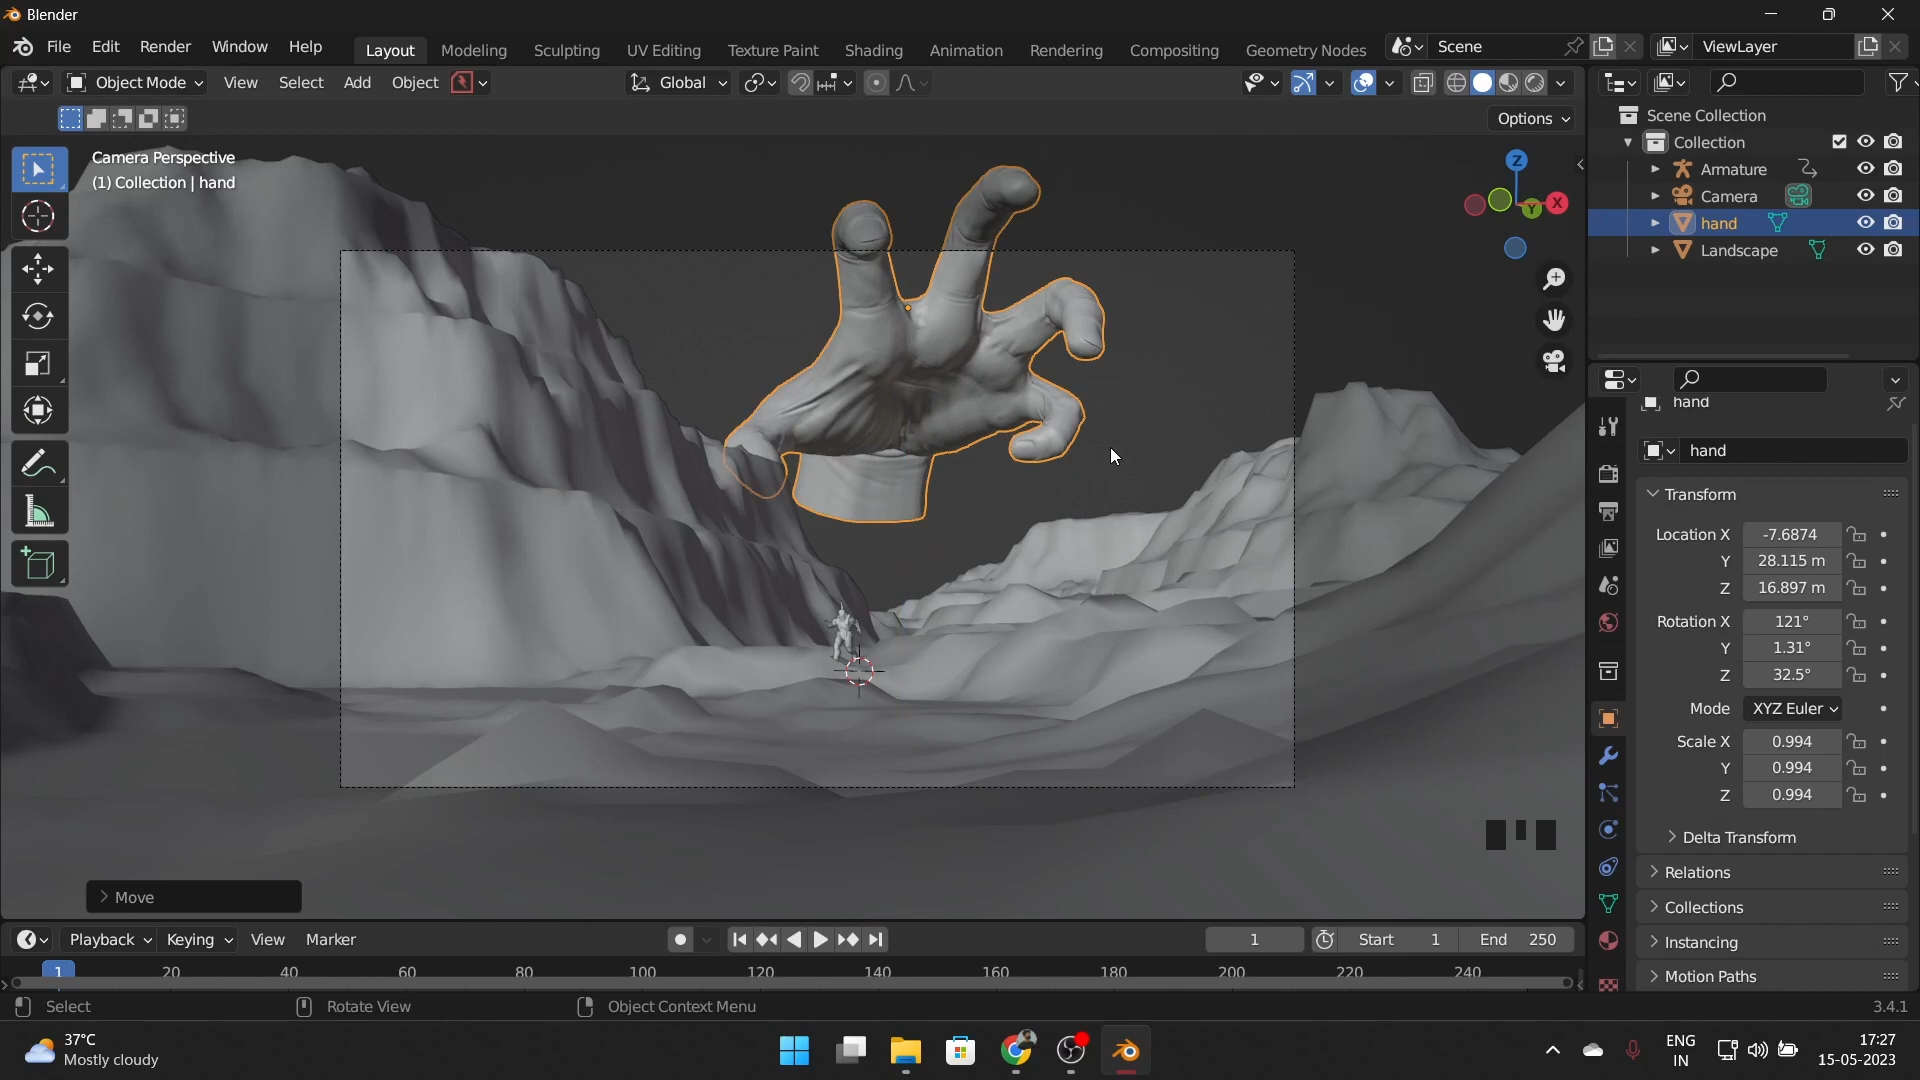 Blender
File Edit Render Window Help Layout Modeling Sculpting UV Editing Texture Paint Shading Animation Rendering Compositing Geometry Nodes Scene ViewLayer
Object Mode View Select Add Object Global
Options
Camera Perspective
(1) Collection | hand
Z
X
Y
Scene Collection
Collection
Armature
Camera
hand
Landscape
hand
hand
Transform
Location X -7.6874
Y 28.115 m
Z 16.897 m
Rotation X 121°
Y 1.31°
Z 32.5°
Mode XYZ Euler
Scale X 0.994
Y 0.994
Z 0.994
Delta Transform
Relations
Collections
Instancing
Motion Paths
Move
Playback Keying View Marker 1 Start 1 End 250
1 20 40 60 80 100 120 140 160 180 200 220 240
Select Rotate View Object Context Menu 3.4.1
37°C
Mostly cloudy
ENG
IN
17:27
15-05-2023